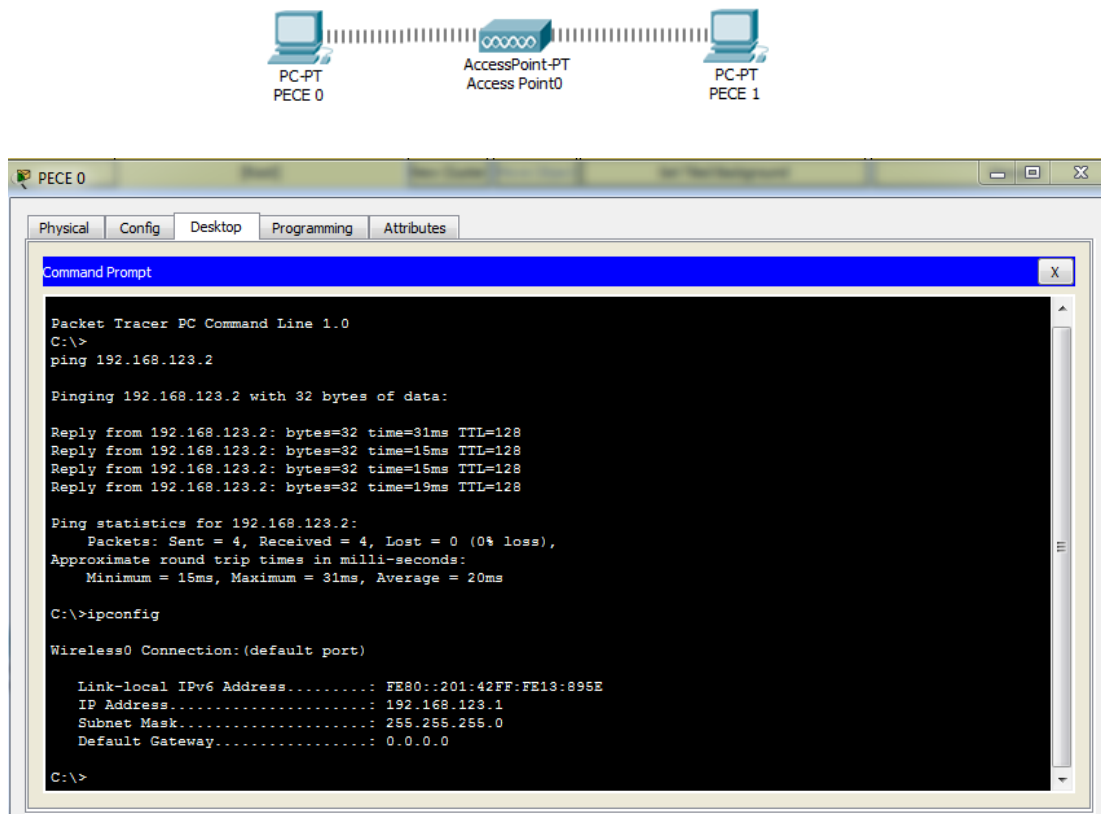 PC-PT
PECE 0
AccessPoint-PT
Access Point0
PC-PT
PECE 1
PECE 0
Physical Config Desktop Programming Attributes
Command Prompt X
Packet Tracer PC Command Line 1.0
C:\>
ping 192.168.123.2
Pinging 192.168.123.2 with 32 bytes of data:
Reply from 192.168.123.2: bytes=32 time=31ms TTL=128
Reply from 192.168.123.2: bytes=32 time=15ms TTL=128
Reply from 192.168.123.2: bytes=32 time=15ms TTL=128
Reply from 192.168.123.2: bytes=32 time=19ms TTL=128
Ping statistics for 192.168.123.2:
Packets: Sent = 4, Received = 4, Lost = 0 (0% loss),
Approximate round trip times in milli-seconds:
Minimum = 15ms, Maximum = 31ms, Average = 20ms
C:\>ipconfig
Wireless0 Connection:(default port)
Link-local IPv6 Address.........: FE80::201:42FF:FE13:895E
IP Address......................: 192.168.123.1
Subnet Mask.....................: 255.255.255.0
Default Gateway.................: 0.0.0.0
C:\>